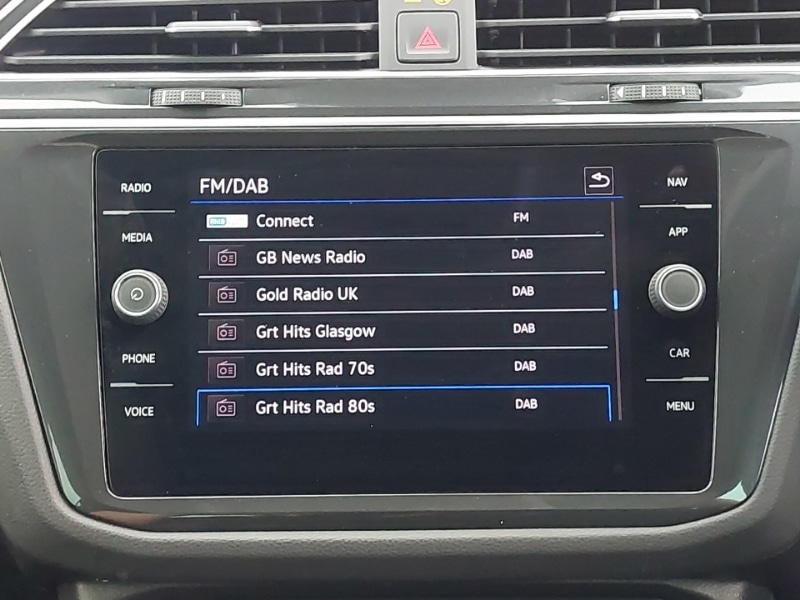 RADIO
MEDIA
PHONE
VOICE
FM/DAB
Connect FM
GB News Radio DAB
Gold Radio UK DAB
Grt Hits Glasgow DAB
Grt Hits Rad 70s DAB
Grt Hits Rad 80s DAB
NAV
APP
CAR
MENU